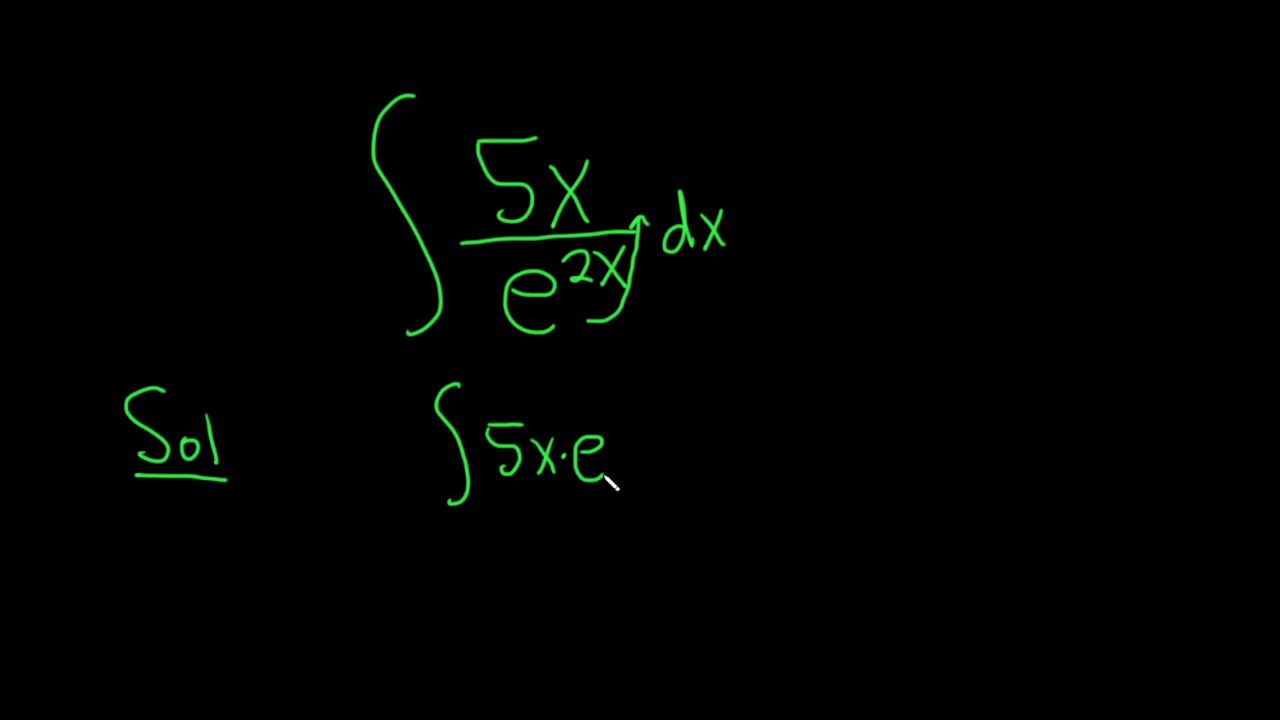 ∫ 5x/e^{2x} dx
Sol ∫ 5x·e